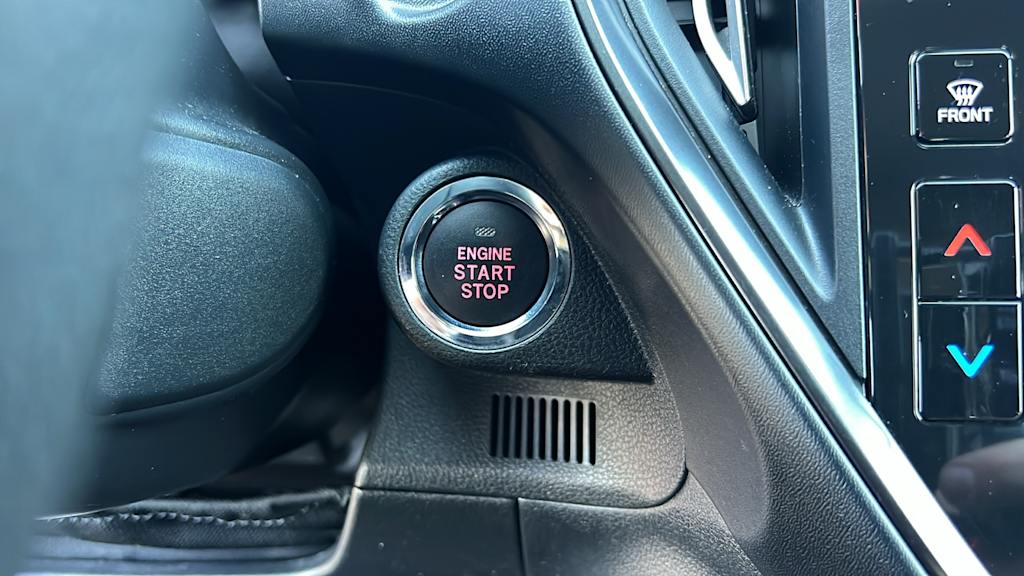 ENGINE
START
STOP
FRONT